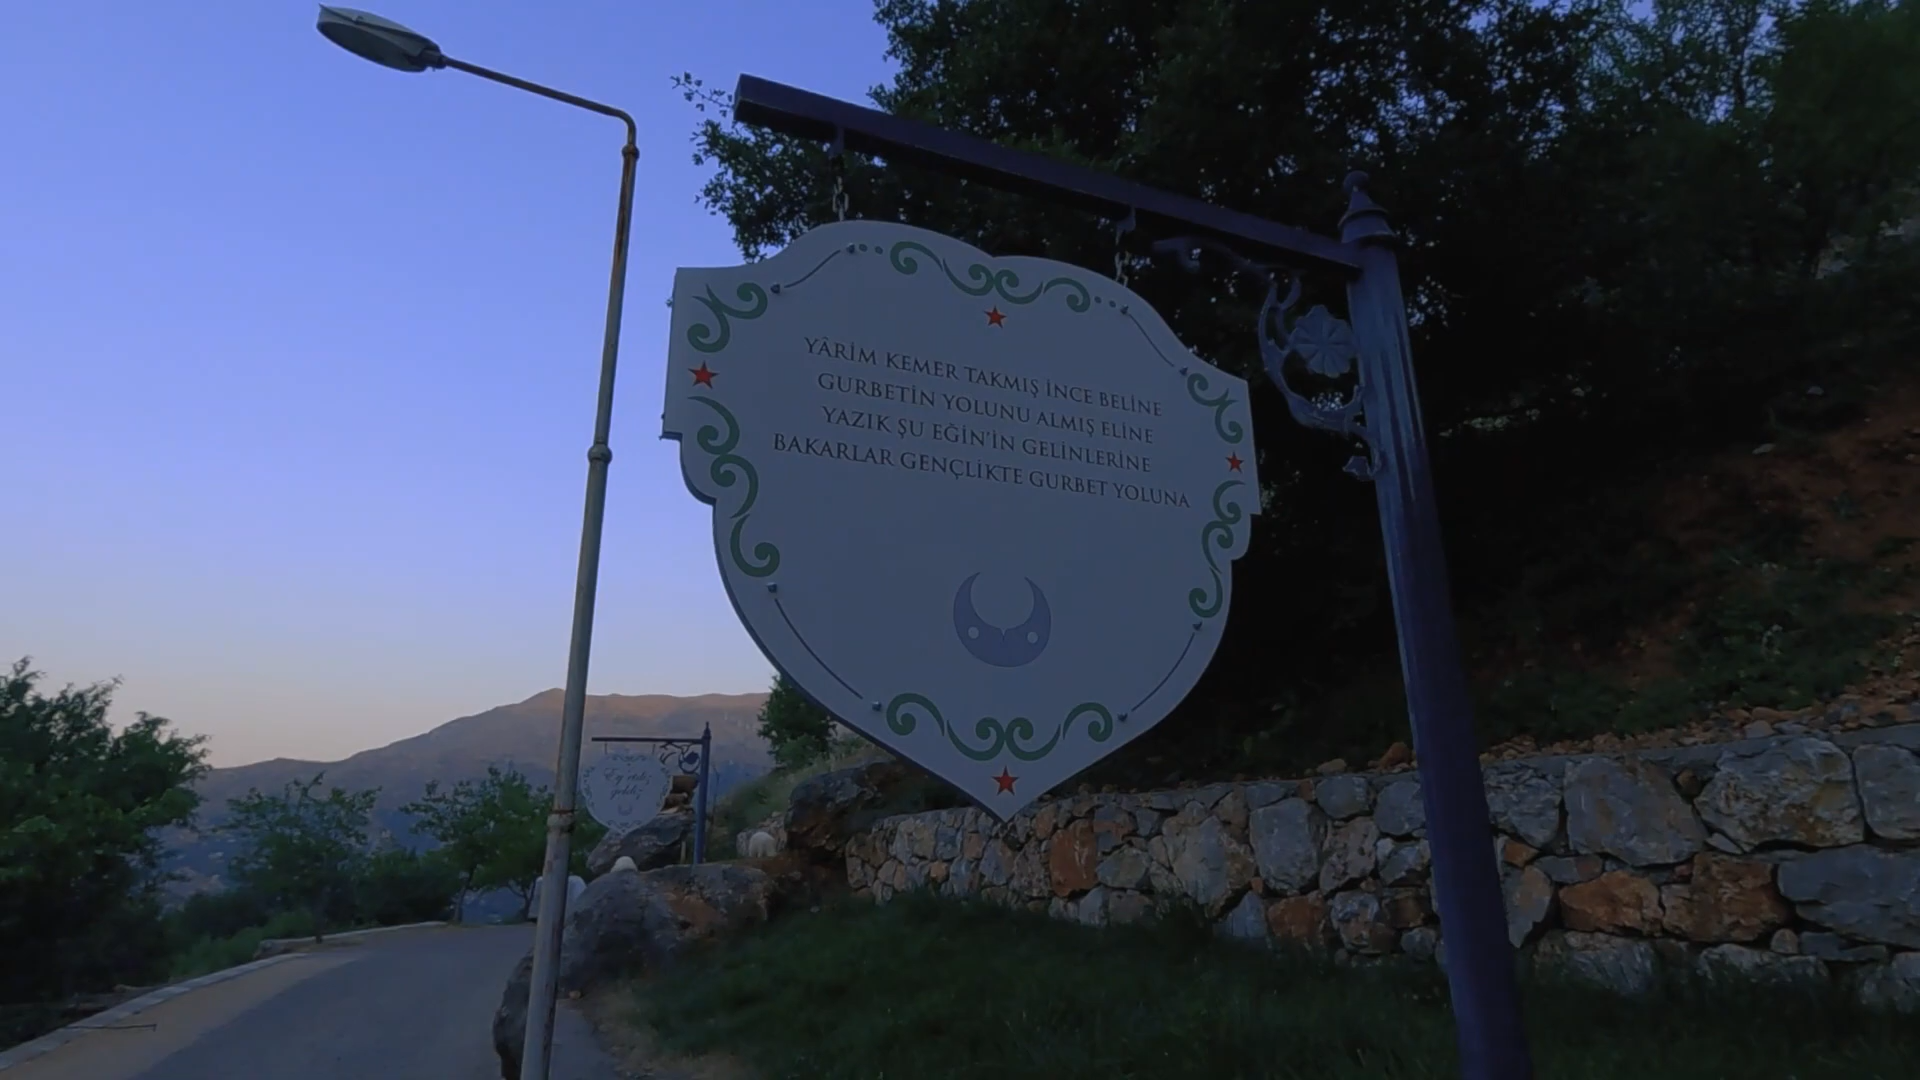 YÂRİM KEMER TAKMIŞ İNCE BELİNE
GURBETİN YOLUNU ALMIŞ ELİNE
YAZIK ŞU EĞİN'İN GELİNLERİNE
BAKARLAR GENÇLİKTE GURBET YOLUNA